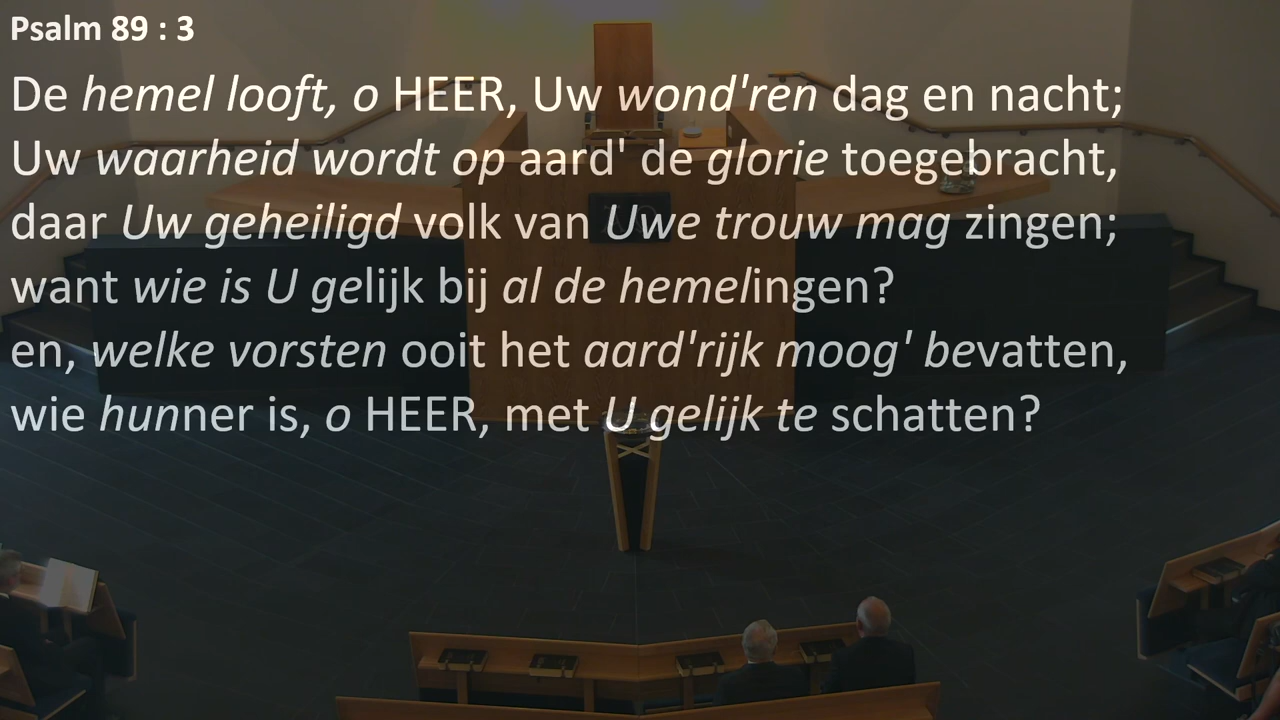 Psalm 89 : 3
De hemel looft, o HEER, Uw wond'ren dag en nacht;
Uw waarheid wordt op aard' de glorie toegebracht,
daar Uw geheiligd volk van Uwe trouw mag zingen;
want wie is U gelijk bij al de hemelingen?
en, welke vorsten ooit het aard'rijk moog' bevatten,
wie hunner is, o HEER, met U gelijk te schatten?